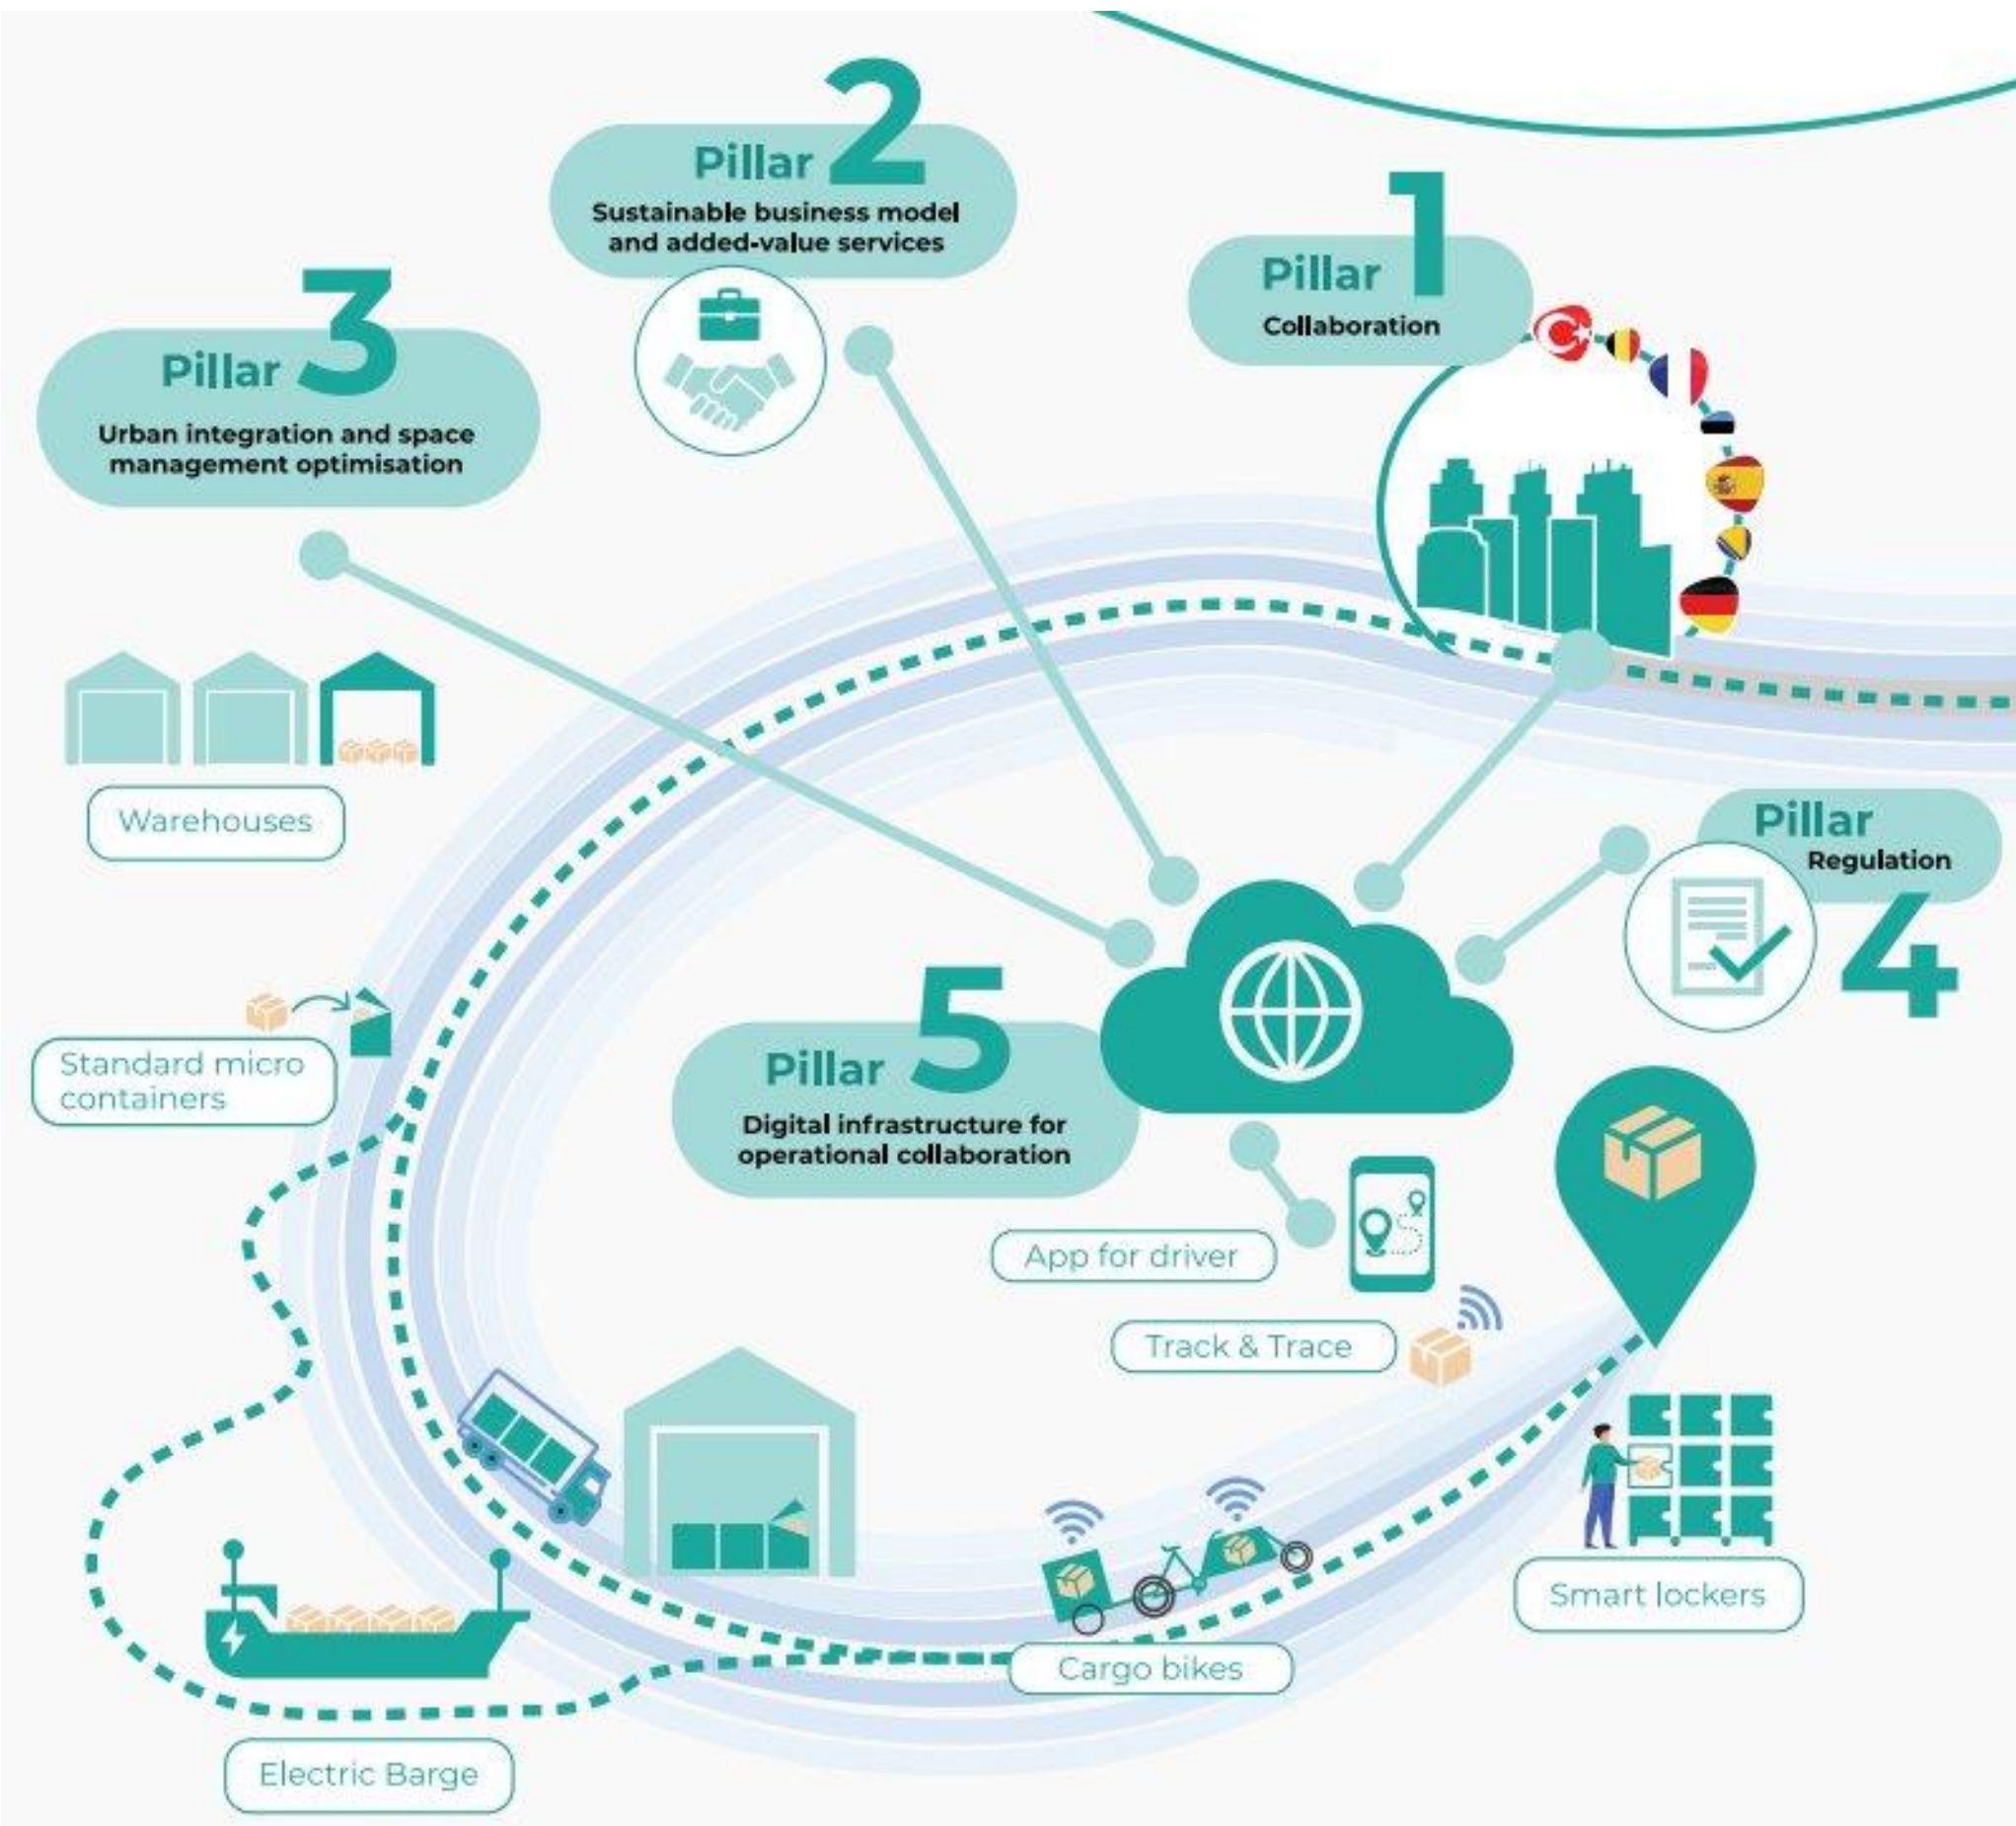 Pillar 2
Sustainable business model
and added-value services
Pillar 1
Collaboration
Pillar 3
Urban integration and space
management optimisation
Warehouses
Pillar
Regulation
4
Standard micro
containers
Pillar 5
Digital infrastructure for
operational collaboration
App for driver
Track & Trace
Smart lockers
Cargo bikes
Electric Barge